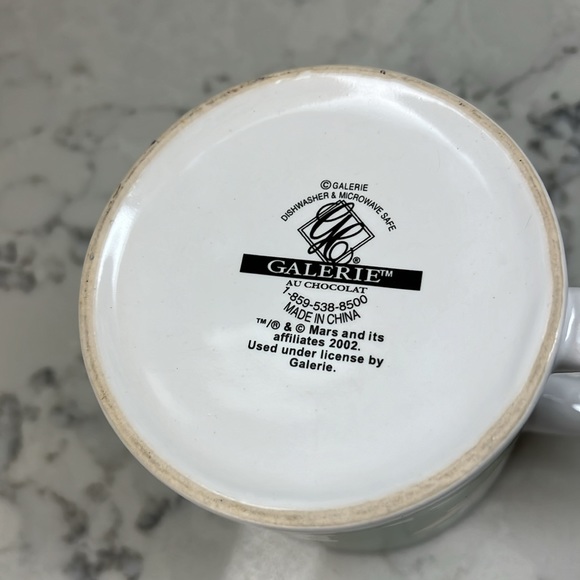 © GALERIE
DISHWASHER & MICROWAVE SAFE
®
GALERIE™
AU CHOCOLAT
1-859-538-8500
MADE IN CHINA
™/® & © Mars and its
affiliates 2002.
Used under license by
Galerie.